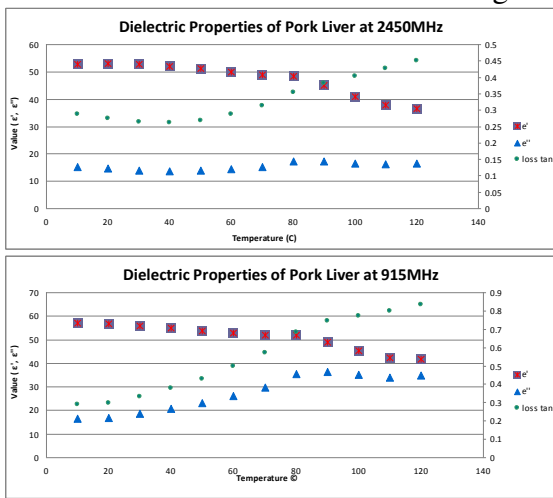 Dielectric Properties of Pork Liver at 2450MHz
60
50
40
30
20
10
0
0.5
0.45
0.4
0.35
0.3
0.25
0.2
0.15
0.1
0.05
0
0 20 40 60 80 100 120 140
Value ( ε', ε'')
Temperature (C)
e'
e''
loss tan
Dielectric Properties of Pork Liver at 915MHz
70
60
50
40
30
20
10
0
0.9
0.8
0.7
0.6
0.5
0.4
0.3
0.2
0.1
0
0 20 40 60 80 100 120 140
Value ( ε', ε'')
Temperature ©
e'
e''
loss tan